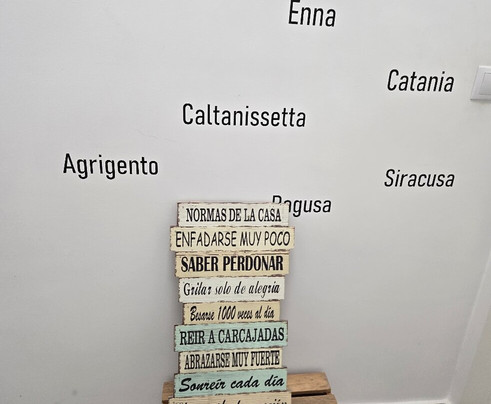 Enna
Catania
Caltanissetta
Agrigento
Siracusa
Ragusa
NORMAS DE LA CASA
ENFADARSE MUY POCO
SABER PERDONAR
Gritar solo de alegría
Besarse 1000 veces al día
REIR A CARCAJADAS
ABRAZARSE MUY FUERTE
Sonreír cada día